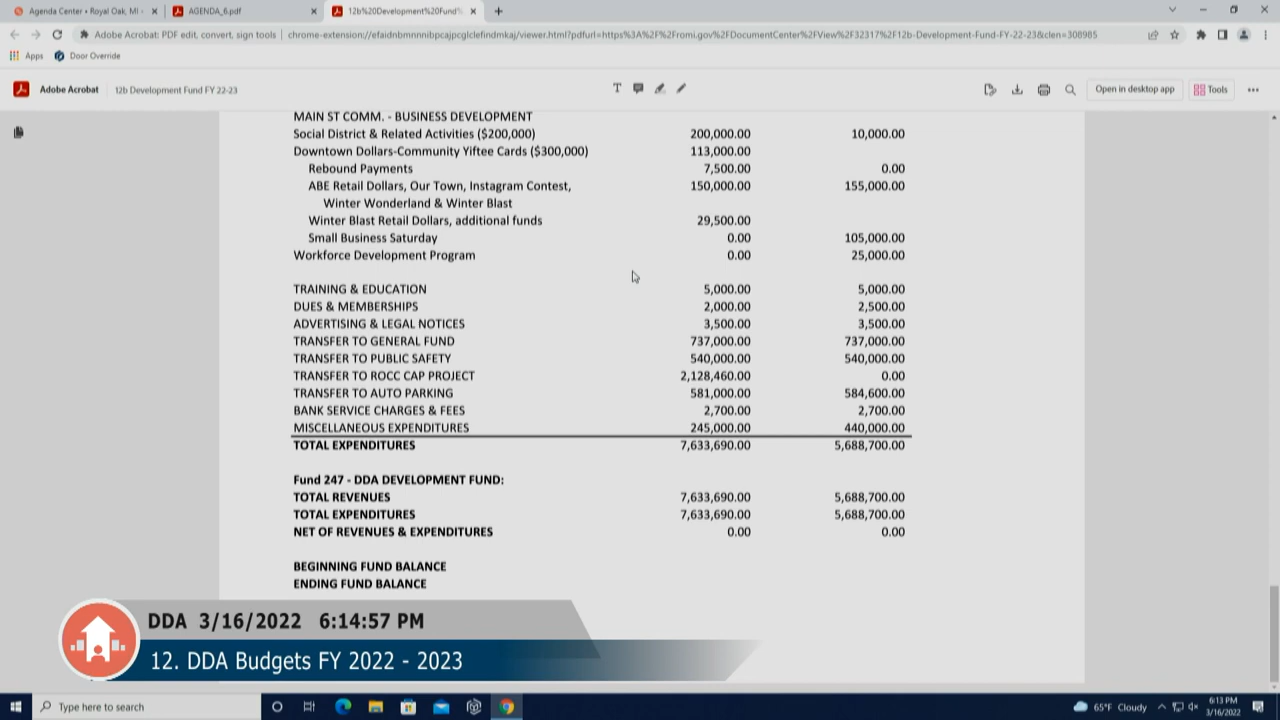 Agenda Center • Royal Oak, MI -
AGENDA_6.pdf
12b%20Development%20Fund%
Adobe Acrobat: PDF edit, convert, sign tools | chrome-extension://efaidnbmnnnibpcajpcglclefindmkaj/viewer.html?pdfurl=https%3A%2F%2Fromi.gov%2FDocumentCenter%2FView%2F32317%2F12b-Development-Fund-FY-22-23&clen=308985
Apps Door Override
Adobe Acrobat 12b Development Fund FY 22-23 Open in desktop app Tools
MAIN ST COMM. - BUSINESS DEVELOPMENT
Social District & Related Activities ($200,000) 200,000.00 10,000.00
Downtown Dollars-Community Yiftee Cards ($300,000) 113,000.00
Rebound Payments 7,500.00 0.00
ABE Retail Dollars, Our Town, Instagram Contest, 150,000.00 155,000.00
Winter Wonderland & Winter Blast
Winter Blast Retail Dollars, additional funds 29,500.00
Small Business Saturday 0.00 105,000.00
Workforce Development Program 0.00 25,000.00
TRAINING & EDUCATION 5,000.00 5,000.00
DUES & MEMBERSHIPS 2,000.00 2,500.00
ADVERTISING & LEGAL NOTICES 3,500.00 3,500.00
TRANSFER TO GENERAL FUND 737,000.00 737,000.00
TRANSFER TO PUBLIC SAFETY 540,000.00 540,000.00
TRANSFER TO ROCC CAP PROJECT 2,128,460.00 0.00
TRANSFER TO AUTO PARKING 581,000.00 584,600.00
BANK SERVICE CHARGES & FEES 2,700.00 2,700.00
MISCELLANEOUS EXPENDITURES 245,000.00 440,000.00
TOTAL EXPENDITURES 7,633,690.00 5,688,700.00
Fund 247 - DDA DEVELOPMENT FUND:
TOTAL REVENUES 7,633,690.00 5,688,700.00
TOTAL EXPENDITURES 7,633,690.00 5,688,700.00
NET OF REVENUES & EXPENDITURES 0.00 0.00
BEGINNING FUND BALANCE
ENDING FUND BALANCE
DDA 3/16/2022 6:14:57 PM
12. DDA Budgets FY 2022 - 2023
Type here to search
65°F Cloudy
6:13 PM
3/16/2022